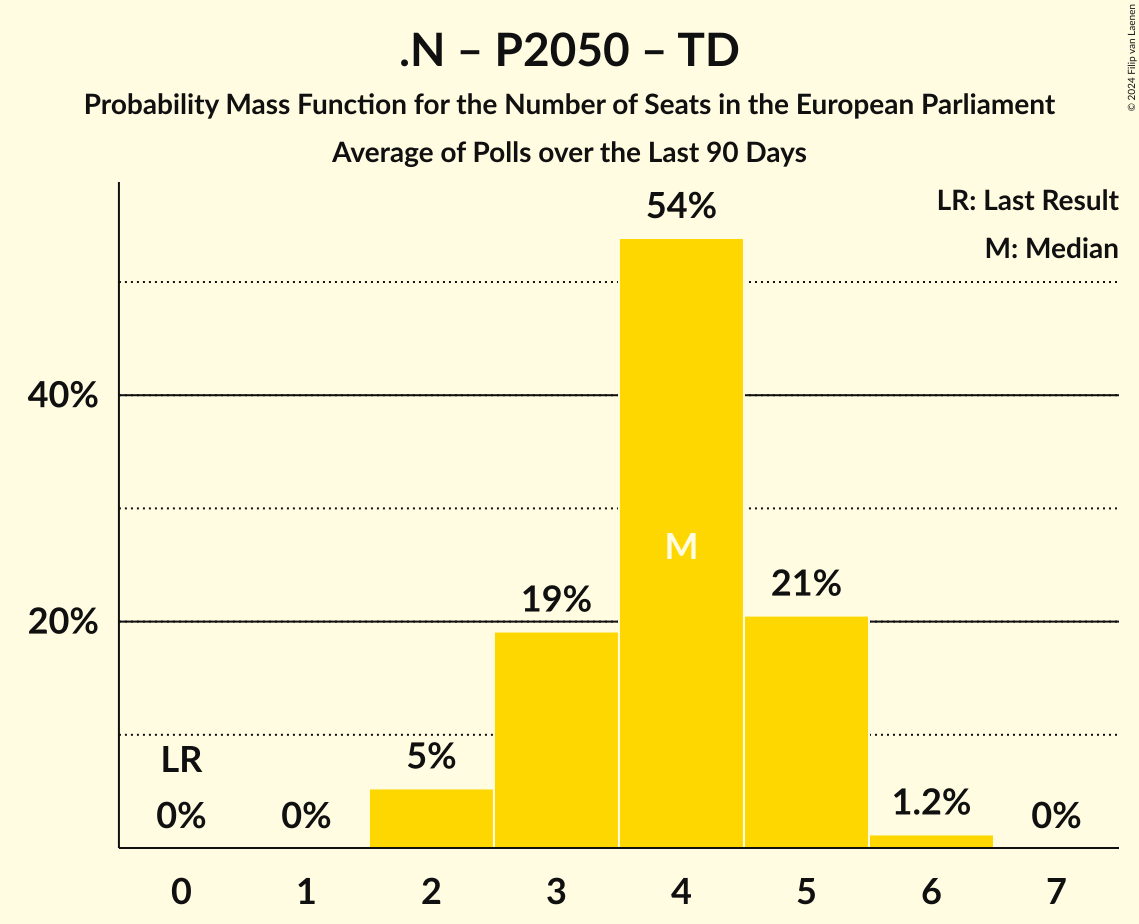 .N – P2050 – TD
Probability Mass Function for the Number of Seats in the European Parliament
Average of Polls over the Last 90 Days
© 2024 Filip van Laenen
LR: Last Result
M: Median
54%
40%
M
21%
19%
20%
LR
5%
0%
0%
1.2%
0%
0 1 2 3 4 5 6 7